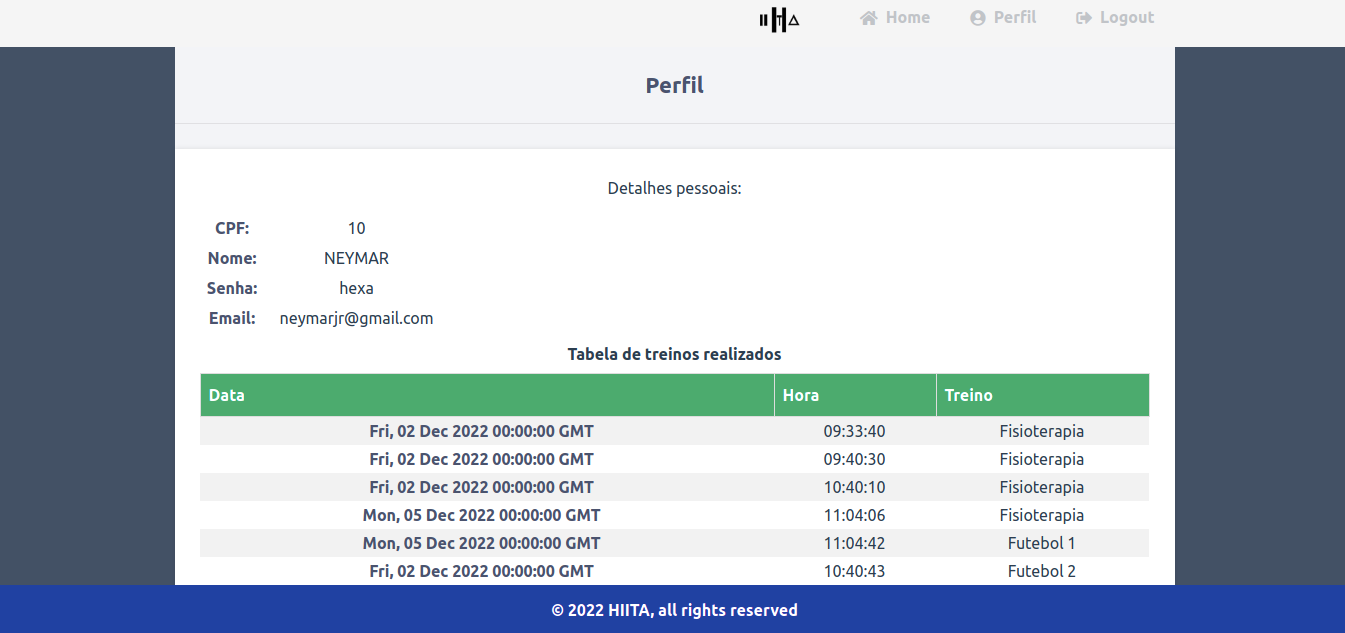 IIHTA Home Perfil Logout
Perfil
Detalhes pessoais:
CPF: 10
Nome: NEYMAR
Senha: hexa
Email: neymarjr@gmail.com
Tabela de treinos realizados
Data Hora Treino
Fri, 02 Dec 2022 00:00:00 GMT 09:33:40 Fisioterapia
Fri, 02 Dec 2022 00:00:00 GMT 09:40:30 Fisioterapia
Fri, 02 Dec 2022 00:00:00 GMT 10:40:10 Fisioterapia
Mon, 05 Dec 2022 00:00:00 GMT 11:04:06 Fisioterapia
Mon, 05 Dec 2022 00:00:00 GMT 11:04:42 Futebol 1
Fri, 02 Dec 2022 00:00:00 GMT 10:40:43 Futebol 2
© 2022 HIITA, all rights reserved